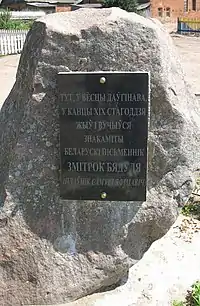 ТУТ, У ВЁСЦЫ ДАЎГІНАВА,
У КАНЦЫ XIX СТАГОДДЗЯ
ЖЫЎ І ВУЧЫЎСЯ
ЗНАКАМІТЫ
БЕЛАРУСКІ ПІСЬМЕННІК
ЗМІТРОК БЯДУЛЯ